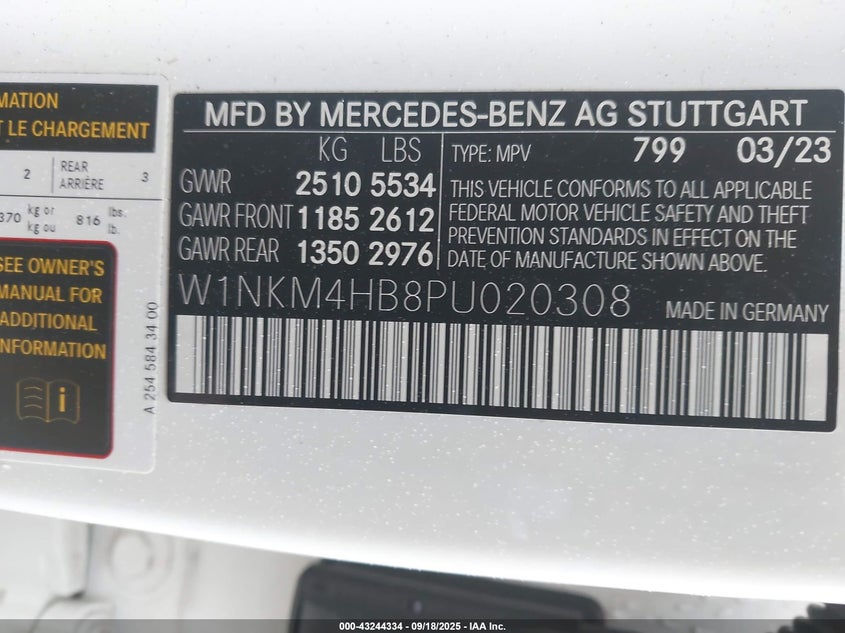 MATION
T LE CHARGEMENT
2 REAR ARRIÈRE 3
370 kg or kg ou 816 lbs. lb.
SEE OWNER'S
MANUAL FOR
ADDITIONAL
INFORMATION
A 254 584 34 00
MFD BY MERCEDES-BENZ AG STUTTGART
KG LBS
GVWR 2510 5534
GAWR FRONT 1185 2612
GAWR REAR 1350 2976
TYPE: MPV 799 03/23
THIS VEHICLE CONFORMS TO ALL APPLICABLE
FEDERAL MOTOR VEHICLE SAFETY AND THEFT
PREVENTION STANDARDS IN EFFECT ON THE
DATE OF MANUFACTURE SHOWN ABOVE.
W1NKM4HB8PU020308 MADE IN GERMANY
000-43244334 - 09/18/2025 - IAA Inc.